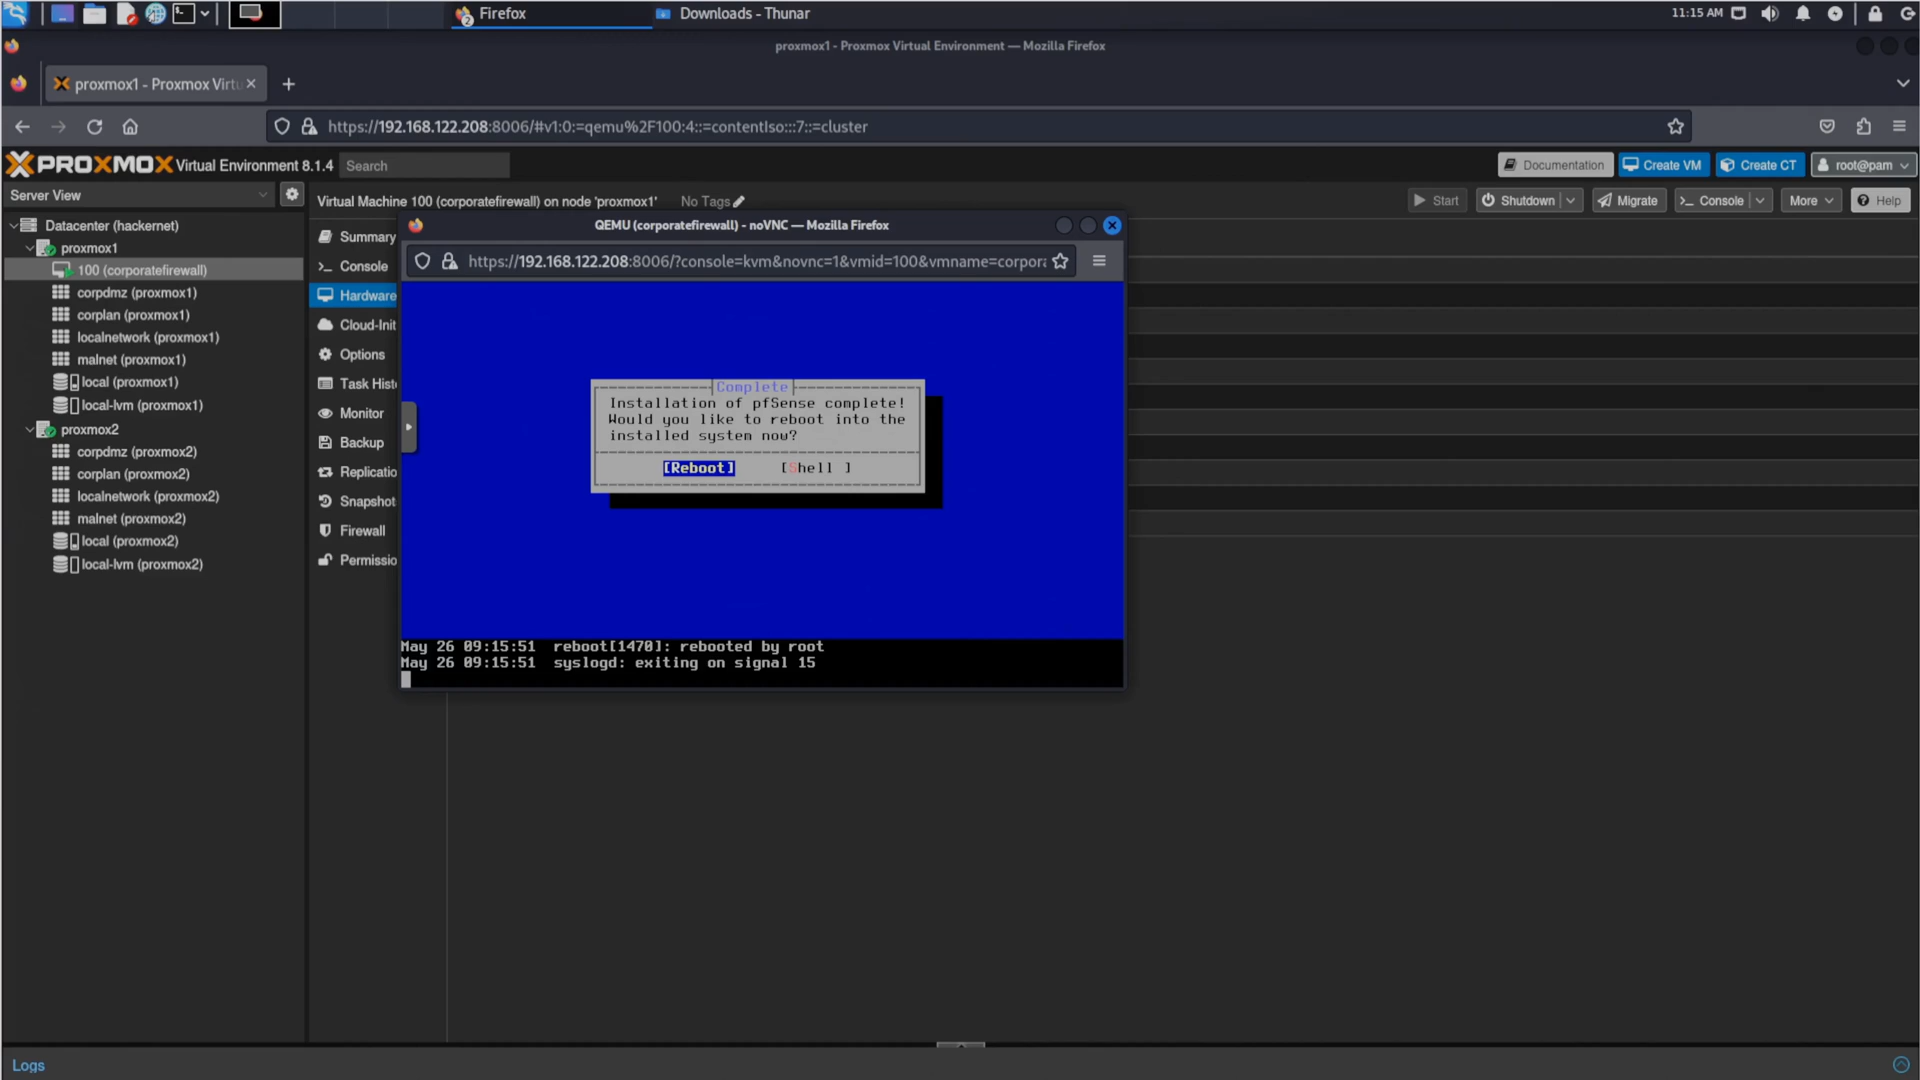 Firefox
Downloads - Thunar
11:15 AM
proxmox1 - Proxmox Virtual Environment — Mozilla Firefox
proxmox1 - Proxmox Virtu
https://192.168.122.208:8006/#v1:0:=qemu%2F100:4::=contentIso:::7::=cluster
PROXMOX Virtual Environment 8.1.4
Search
Documentation
Create VM
Create CT
root@pam
Server View
Virtual Machine 100 (corporatefirewall) on node 'proxmox1'
No Tags
Start
Shutdown
Migrate
Console
More
Help
Datacenter (hackernet)
proxmox1
100 (corporatefirewall)
corpdmz (proxmox1)
corplan (proxmox1)
localnetwork (proxmox1)
malnet (proxmox1)
local (proxmox1)
local-lvm (proxmox1)
proxmox2
corpdmz (proxmox2)
corplan (proxmox2)
localnetwork (proxmox2)
malnet (proxmox2)
local (proxmox2)
local-lvm (proxmox2)
Summary
Console
Hardware
Cloud-Init
Options
Task Hist
Monitor
Backup
Replicatio
Snapshot
Firewall
Permissio
QEMU (corporatefirewall) - noVNC — Mozilla Firefox
https://192.168.122.208:8006/?console=kvm&novnc=1&vmid=100&vmname=corpora
Complete
Installation of pfSense complete!
Would you like to reboot into the
installed system now?
[Reboot] [Shell ]
May 26 09:15:51 reboot[1470]: rebooted by root
May 26 09:15:51 syslogd: exiting on signal 15
Logs